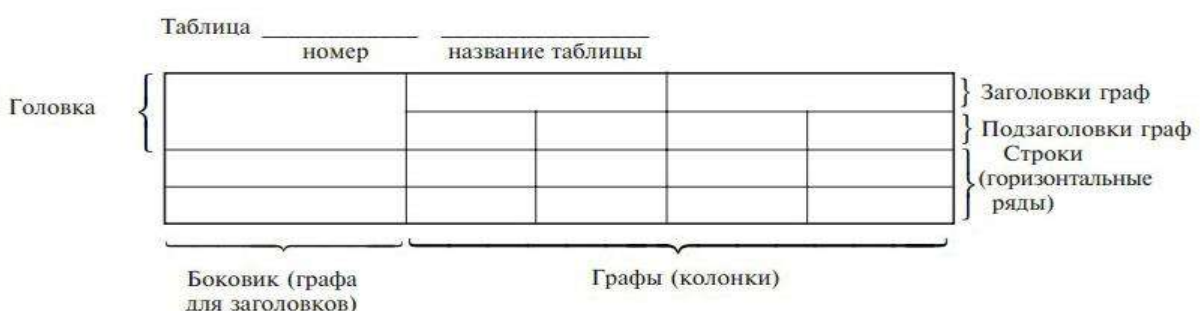 Таблица
номер название таблицы
Головка
Заголовки граф
Подзаголовки граф
Строки
(горизонтальные
ряды)
Боковик (графа
для заголовков)
Графы (колонки)